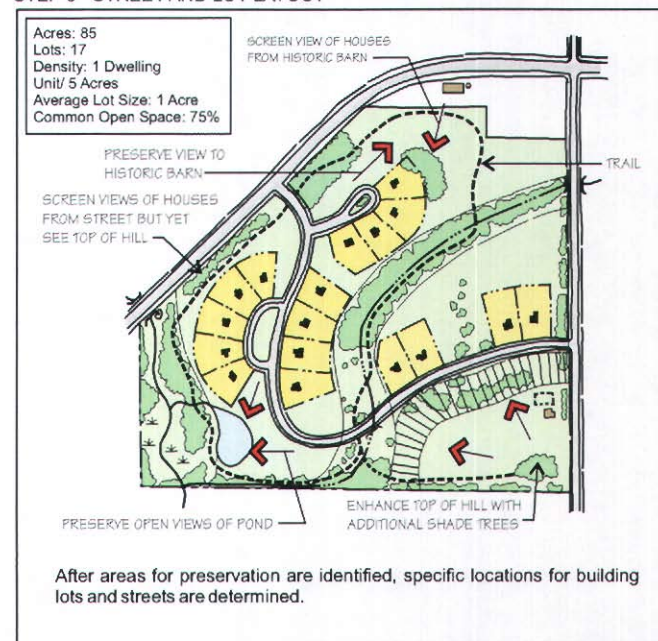 Acres: 85
Lots: 17
Density: 1 Dwelling
Unit/ 5 Acres
Average Lot Size: 1 Acre
Common Open Space: 75%
SCREEN VIEW OF HOUSES
FROM HISTORIC BARN
PRESERVE VIEW TO
HISTORIC BARN
TRAIL
SCREEN VIEWS OF HOUSES
FROM STREET BUT YET
SEE TOP OF HILL
PRESERVE OPEN VIEWS OF POND
ENHANCE TOP OF HILL WITH
ADDITIONAL SHADE TREES
After areas for preservation are identified, specific locations for building
lots and streets are determined.